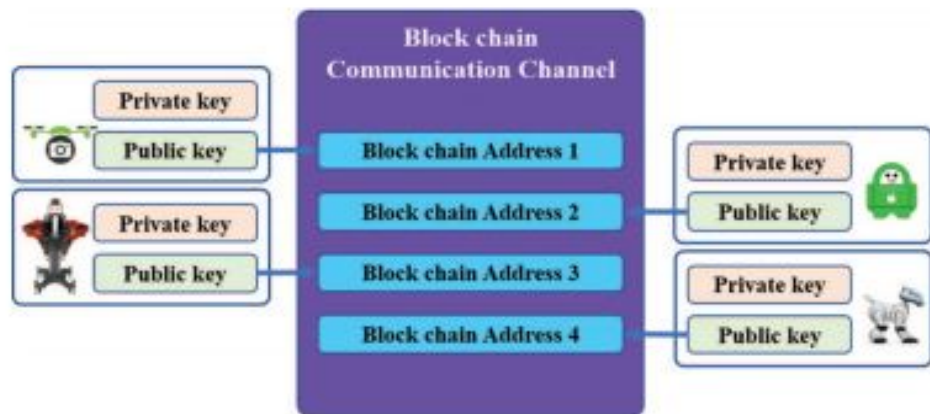 Block chain
Communication Channel
Private key
Public key
Block chain Address 1
Private key
Public key
Block chain Address 2
Private key
Public key
Block chain Address 3
Private key
Public key
Block chain Address 4